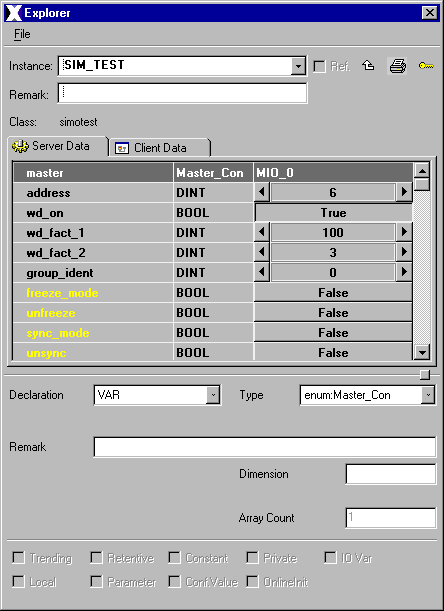 Explorer
File
Instance: SIM_TEST Ref.
Remark:
Class: simotest
Server Data Client Data
master Master_Con MIO_0
address DINT 6
wd_on BOOL True
wd_fact_1 DINT 100
wd_fact_2 DINT 3
group_ident DINT 0
freeze_mode BOOL False
unfreeze BOOL False
sync_mode BOOL False
unsync BOOL False
Declaration VAR Type enum:Master_Con
Remark
Dimension
Array Count 1
Trending Retentive Constant Private IO Var
Local Parameter Conf.Value OnlineInit